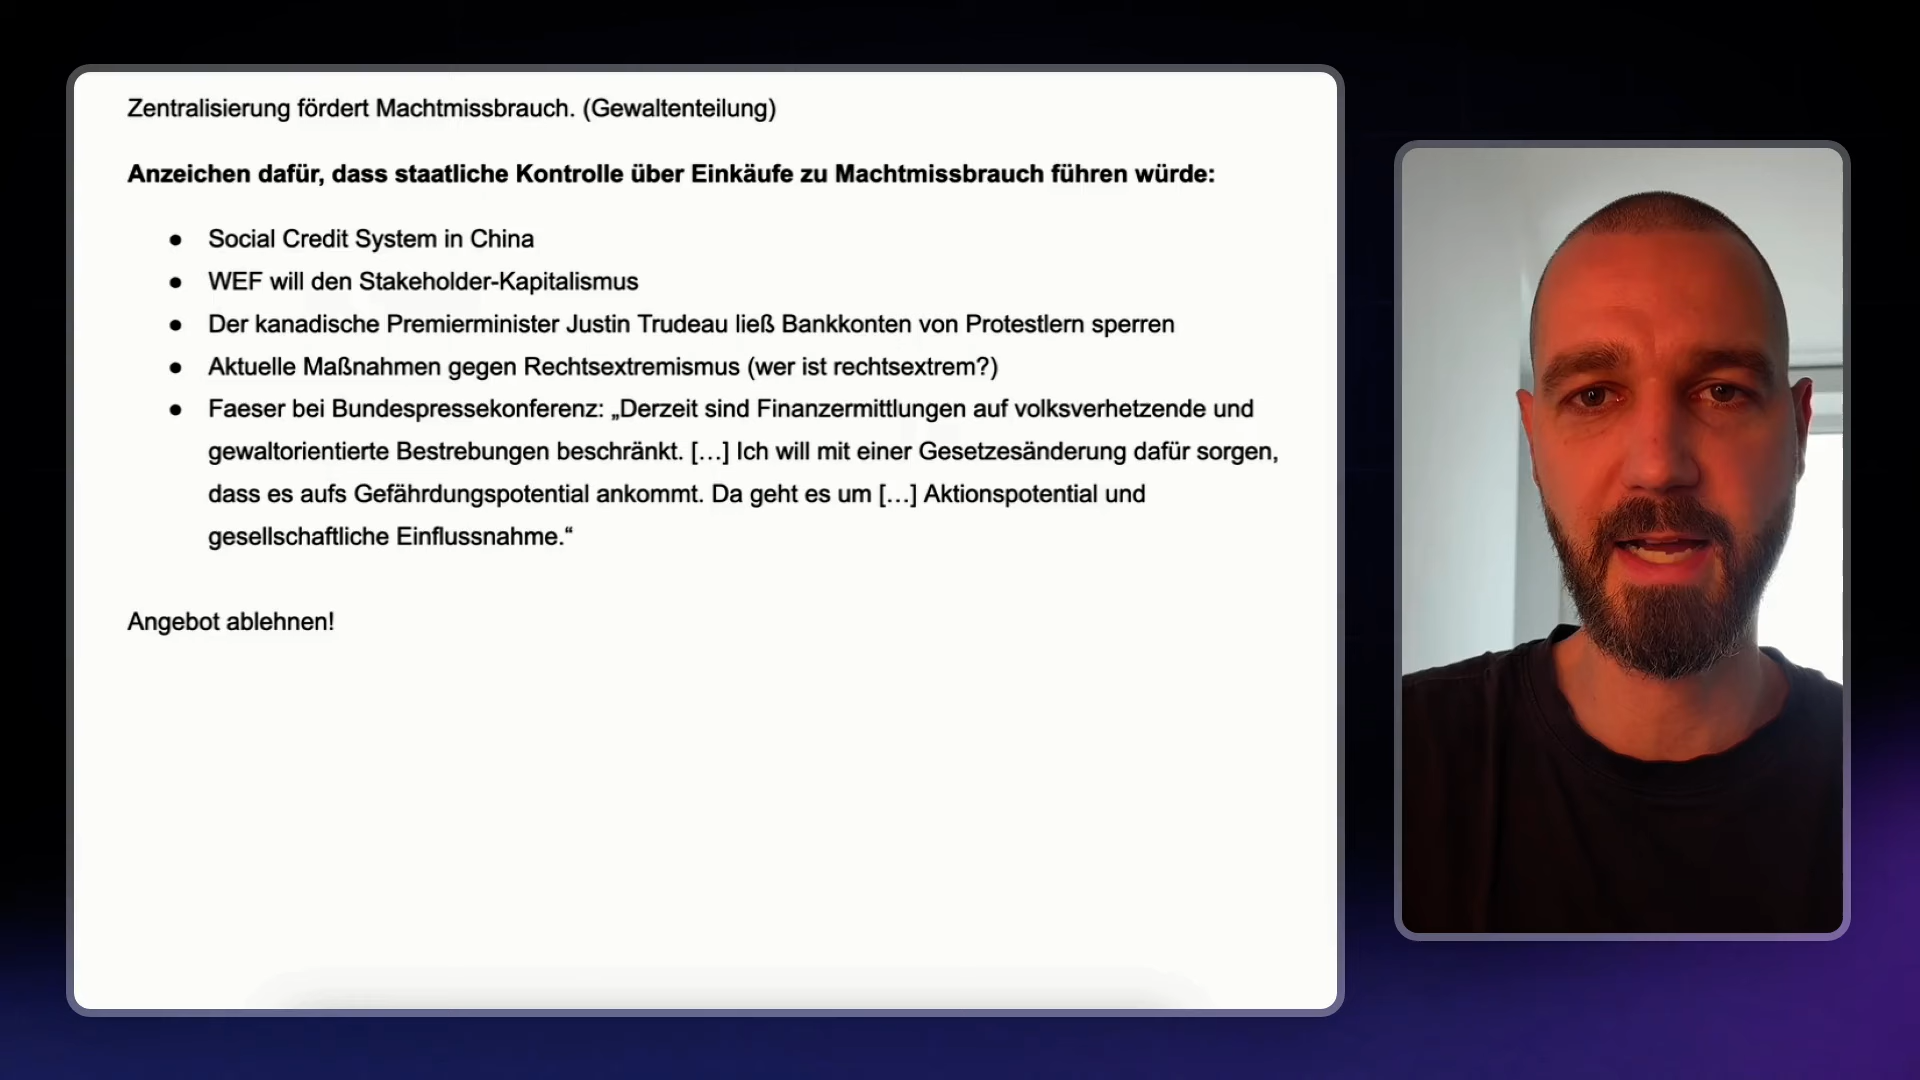 Zentralisierung fördert Machtmissbrauch. (Gewaltenteilung)
Anzeichen dafür, dass staatliche Kontrolle über Einkäufe zu Machtmissbrauch führen würde:
● Social Credit System in China
● WEF will den Stakeholder-Kapitalismus
● Der kanadische Premierminister Justin Trudeau ließ Bankkonten von Protestlern sperren
● Aktuelle Maßnahmen gegen Rechtsextremismus (wer ist rechtsextrem?)
● Faeser bei Bundespressekonferenz: „Derzeit sind Finanzermittlungen auf volksverhetzende und
gewaltorientierte Bestrebungen beschränkt. […] Ich will mit einer Gesetzesänderung dafür sorgen,
dass es aufs Gefährdungspotential ankommt. Da geht es um […] Aktionspotential und
gesellschaftliche Einflussnahme.“
Angebot ablehnen!